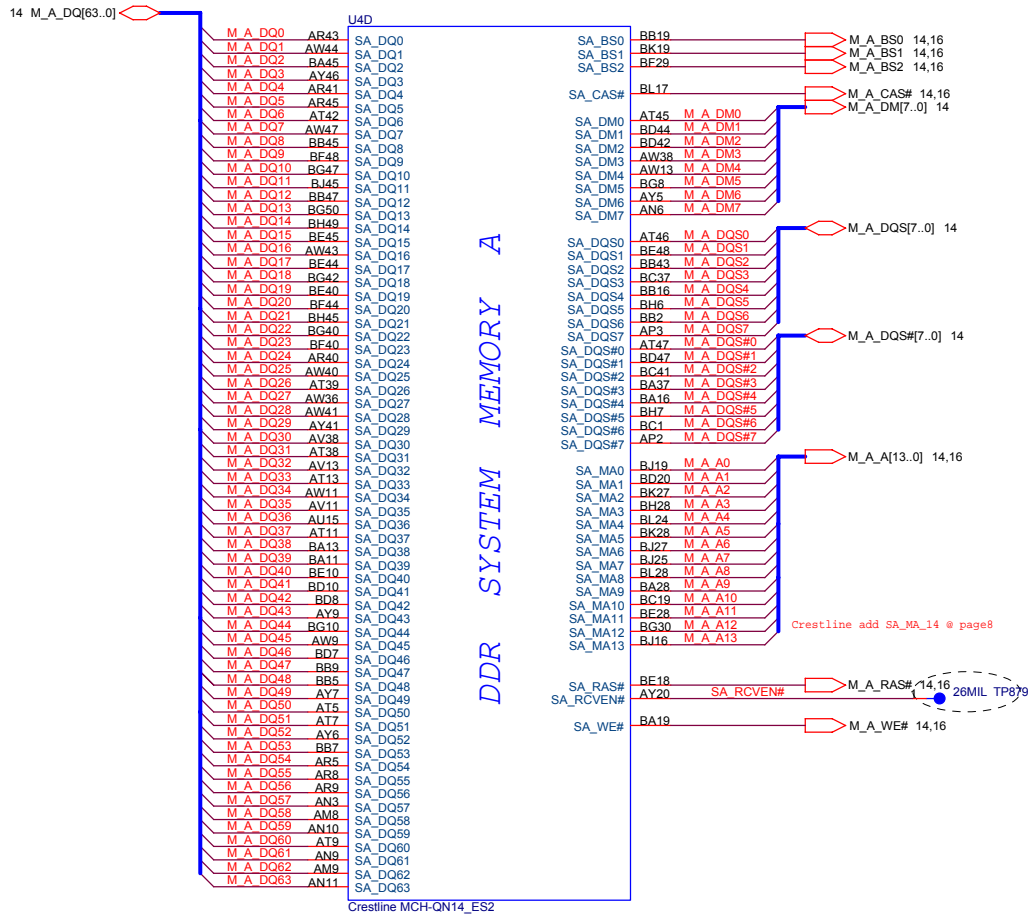 14 M_A_DQ[63..0]
U4D
M_A_DQ0 AR43 SA_DQ0
M_A_DQ1 AW44 SA_DQ1
M_A_DQ2 BA45 SA_DQ2
M_A_DQ3 AY46 SA_DQ3
M_A_DQ4 AR41 SA_DQ4
M_A_DQ5 AR45 SA_DQ5
M_A_DQ6 AT42 SA_DQ6
M_A_DQ7 AW47 SA_DQ7
M_A_DQ8 BB45 SA_DQ8
M_A_DQ9 BF48 SA_DQ9
M_A_DQ10 BG47 SA_DQ10
M_A_DQ11 BJ45 SA_DQ11
M_A_DQ12 BB47 SA_DQ12
M_A_DQ13 BG50 SA_DQ13
M_A_DQ14 BH49 SA_DQ14
M_A_DQ15 BE45 SA_DQ15
M_A_DQ16 AW43 SA_DQ16
M_A_DQ17 BE44 SA_DQ17
M_A_DQ18 BG42 SA_DQ18
M_A_DQ19 BE40 SA_DQ19
M_A_DQ20 BF44 SA_DQ20
M_A_DQ21 BH45 SA_DQ21
M_A_DQ22 BG40 SA_DQ22
M_A_DQ23 BF40 SA_DQ23
M_A_DQ24 AR40 SA_DQ24
M_A_DQ25 AW40 SA_DQ25
M_A_DQ26 AT39 SA_DQ26
M_A_DQ27 AW36 SA_DQ27
M_A_DQ28 AW41 SA_DQ28
M_A_DQ29 AY41 SA_DQ29
M_A_DQ30 AV38 SA_DQ30
M_A_DQ31 AT38 SA_DQ31
M_A_DQ32 AV13 SA_DQ32
M_A_DQ33 AT13 SA_DQ33
M_A_DQ34 AW11 SA_DQ34
M_A_DQ35 AV11 SA_DQ35
M_A_DQ36 AU15 SA_DQ36
M_A_DQ37 AT11 SA_DQ37
M_A_DQ38 BA13 SA_DQ38
M_A_DQ39 BA11 SA_DQ39
M_A_DQ40 BE10 SA_DQ40
M_A_DQ41 BD10 SA_DQ41
M_A_DQ42 BD8 SA_DQ42
M_A_DQ43 AY9 SA_DQ43
M_A_DQ44 BG10 SA_DQ44
M_A_DQ45 AW9 SA_DQ45
M_A_DQ46 BD7 SA_DQ46
M_A_DQ47 BB9 SA_DQ47
M_A_DQ48 BB5 SA_DQ48
M_A_DQ49 AY7 SA_DQ49
M_A_DQ50 AT5 SA_DQ50
M_A_DQ51 AT7 SA_DQ51
M_A_DQ52 AY6 SA_DQ52
M_A_DQ53 BB7 SA_DQ53
M_A_DQ54 AR5 SA_DQ54
M_A_DQ55 AR8 SA_DQ55
M_A_DQ56 AR9 SA_DQ56
M_A_DQ57 AN3 SA_DQ57
M_A_DQ58 AM8 SA_DQ58
M_A_DQ59 AN10 SA_DQ59
M_A_DQ60 AT9 SA_DQ60
M_A_DQ61 AN9 SA_DQ61
M_A_DQ62 AM9 SA_DQ62
M_A_DQ63 AN11 SA_DQ63
DDR SYSTEM MEMORY A
SA_BS0 BB19 M_A_BS0 14,16
SA_BS1 BK19 M_A_BS1 14,16
SA_BS2 BF29 M_A_BS2 14,16
SA_CAS# BL17 M_A_CAS# 14,16
M_A_DM[7..0] 14
SA_DM0 AT45 M_A_DM0
SA_DM1 BD44 M_A_DM1
SA_DM2 BD42 M_A_DM2
SA_DM3 AW38 M_A_DM3
SA_DM4 AW13 M_A_DM4
SA_DM5 BG8 M_A_DM5
SA_DM6 AY5 M_A_DM6
SA_DM7 AN6 M_A_DM7
M_A_DQS[7..0] 14
SA_DQS0 AT46 M_A_DQS0
SA_DQS1 BE48 M_A_DQS1
SA_DQS2 BB43 M_A_DQS2
SA_DQS3 BC37 M_A_DQS3
SA_DQS4 BB16 M_A_DQS4
SA_DQS5 BH6 M_A_DQS5
SA_DQS6 BB2 M_A_DQS6
SA_DQS7 AP3 M_A_DQS7
M_A_DQS#[7..0] 14
SA_DQS#0 AT47 M_A_DQS#0
SA_DQS#1 BD47 M_A_DQS#1
SA_DQS#2 BC41 M_A_DQS#2
SA_DQS#3 BA37 M_A_DQS#3
SA_DQS#4 BA16 M_A_DQS#4
SA_DQS#5 BH7 M_A_DQS#5
SA_DQS#6 BC1 M_A_DQS#6
SA_DQS#7 AP2 M_A_DQS#7
M_A_A[13..0] 14,16
SA_MA0 BJ19 M_A_A0
SA_MA1 BD20 M_A_A1
SA_MA2 BK27 M_A_A2
SA_MA3 BH28 M_A_A3
SA_MA4 BL24 M_A_A4
SA_MA5 BK28 M_A_A5
SA_MA6 BJ27 M_A_A6
SA_MA7 BJ25 M_A_A7
SA_MA8 BL28 M_A_A8
SA_MA9 BA28 M_A_A9
SA_MA10 BC19 M_A_A10
SA_MA11 BE28 M_A_A11
SA_MA12 BG30 M_A_A12
SA_MA13 BJ16 M_A_A13
Crestline add SA_MA_14 @ page8
SA_RAS# BE18 M_A_RAS# 14,16
SA_RCVEN# AY20 SA_RCVEN# 1 26MIL TP879
SA_WE# BA19 M_A_WE# 14,16
Crestline MCH-QN14_ES2